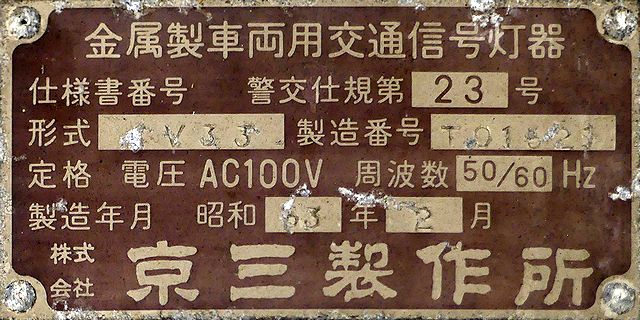 金属製車両用交通信号灯器
仕様書番号 警交仕規第 23 号
形式 製造番号
定格 電圧 AC100V 周波数 50/60 Hz
製造年月 昭和 63 年 2 月
株式会社 京三製作所